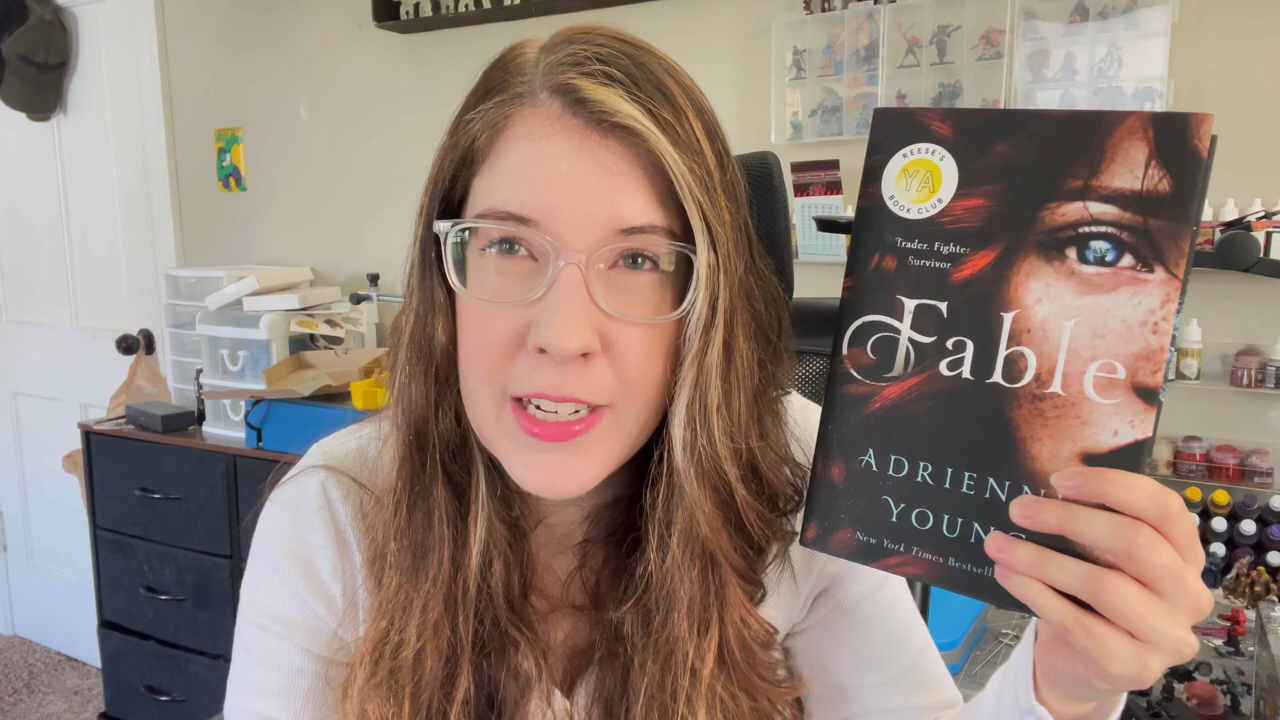 REESE'S
YA
BOOK CLUB
Trader. Fighter
Survivor
Fable
ADRIENN
YOUNG
New York Times Bestsell